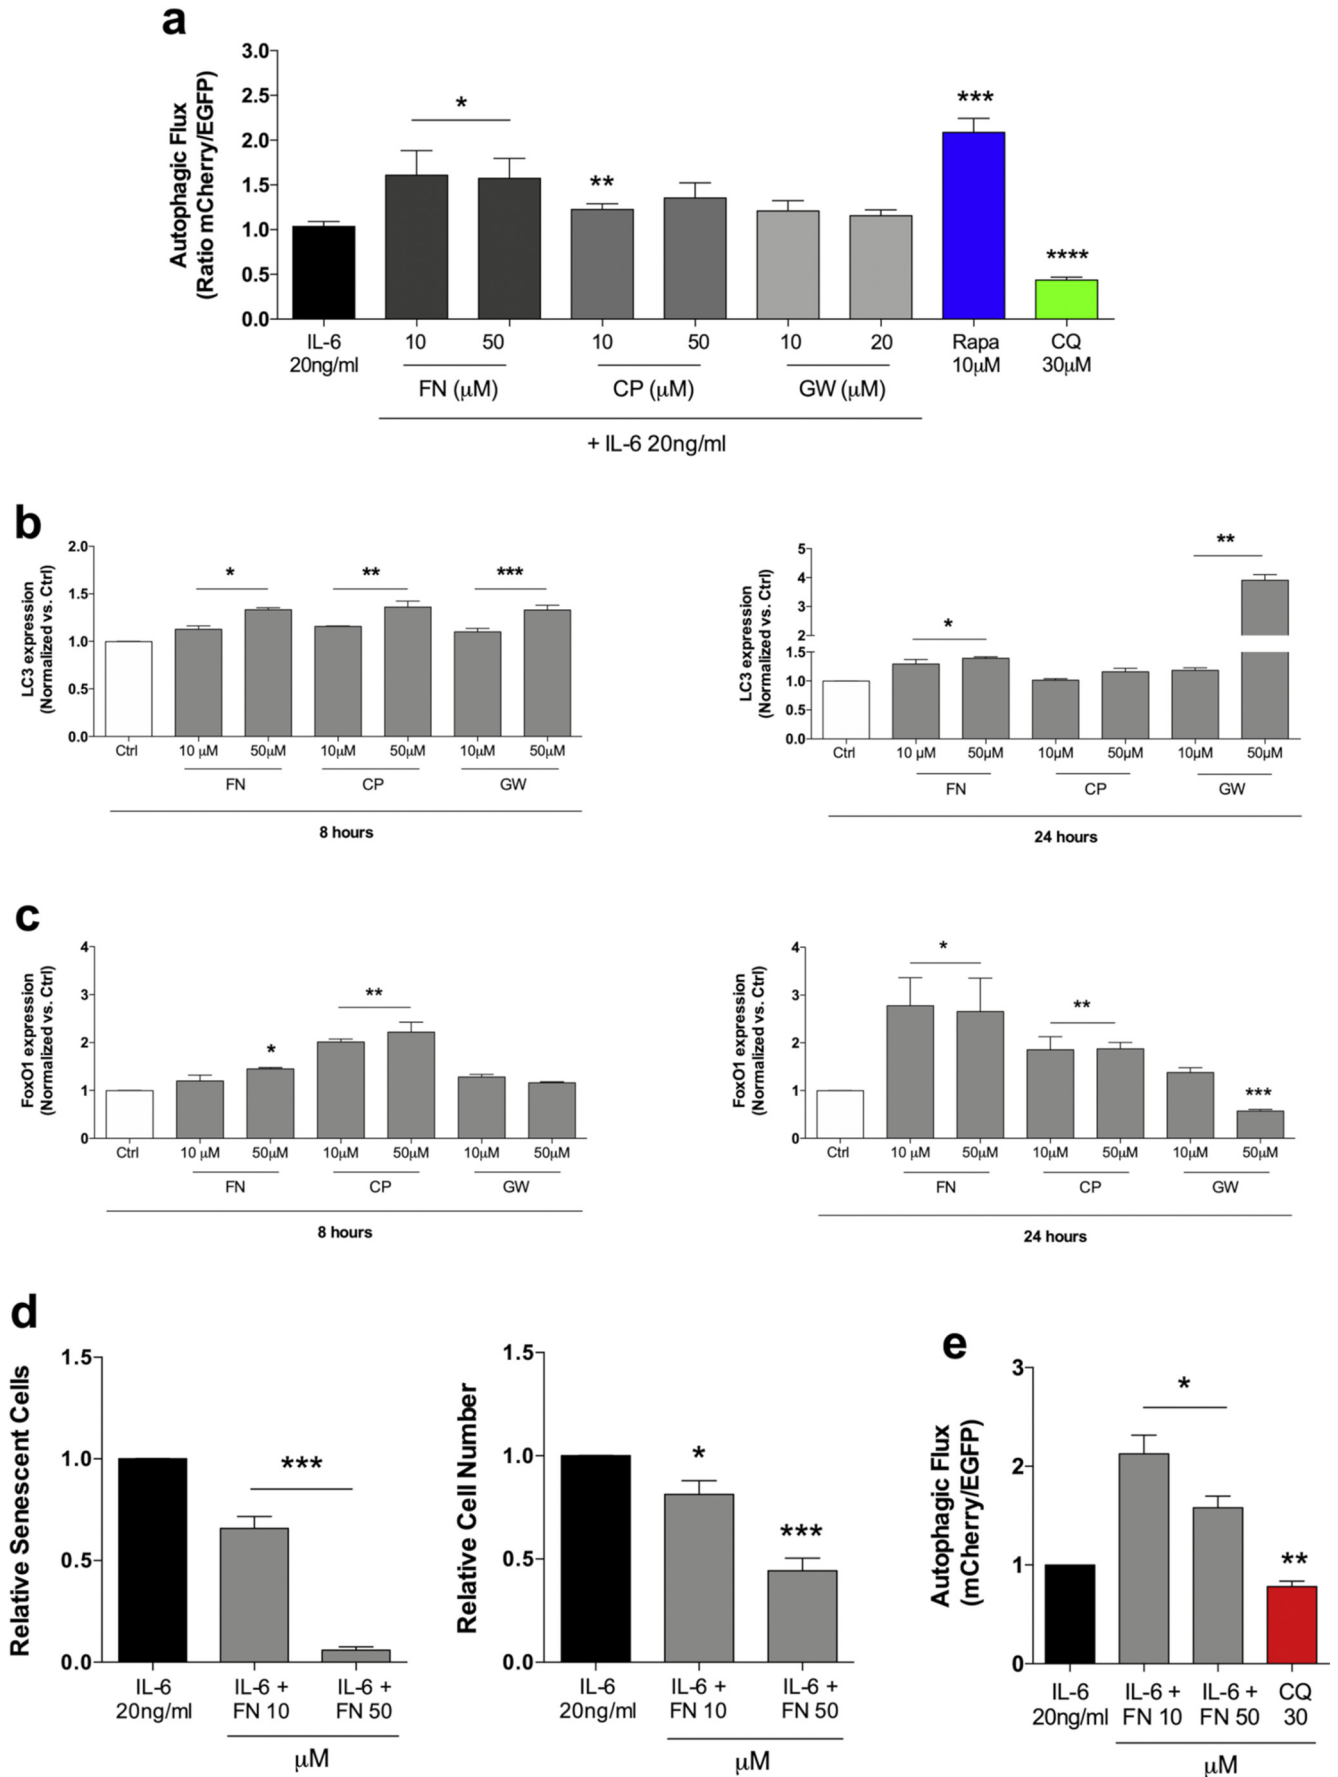 a
Autophagic Flux
(Ratio mCherry/EGFP)
3.0
2.5
2.0
1.5
1.0
0.5
0.0
*
**
***
****
IL-6
20ng/ml
10 50 10 50 10 20
Rapa
10μM
CQ
30μM
FN (μM) CP (μM) GW (μM)
+ IL-6 20ng/ml
b
LC3 expression
(Normalized vs. Ctrl)
2.0
1.5
1.0
0.5
0.0
* ** ***
Ctrl 10 μM 50μM 10μM 50μM 10μM 50μM
FN CP GW
8 hours
LC3 expression
(Normalized vs. Ctrl)
5
4
3
2
1.5
1.0
0.5
0.0
* **
Ctrl 10 μM 50μM 10μM 50μM 10μM 50μM
FN CP GW
24 hours
c
FoxO1 expression
(Normalized vs. Ctrl)
4
3
2
1
0
* **
Ctrl 10 μM 50μM 10μM 50μM 10μM 50μM
FN CP GW
8 hours
FoxO1 expression
(Normalized vs. Ctrl)
4
3
2
1
0
* ** ***
Ctrl 10 μM 50μM 10μM 50μM 10μM 50μM
FN CP GW
24 hours
d
Relative Senescent Cells
1.5
1.0
0.5
0.0
***
IL-6 IL-6 + IL-6 +
20ng/ml FN 10 FN 50
μM
Relative Cell Number
1.5
1.0
0.5
0.0
* ***
IL-6 IL-6 + IL-6 +
20ng/ml FN 10 FN 50
μM
e
Autophagic Flux
(mCherry/EGFP)
3
2
1
0
* **
IL-6 IL-6 + IL-6 + CQ
20ng/ml FN 10 FN 50 30
μM